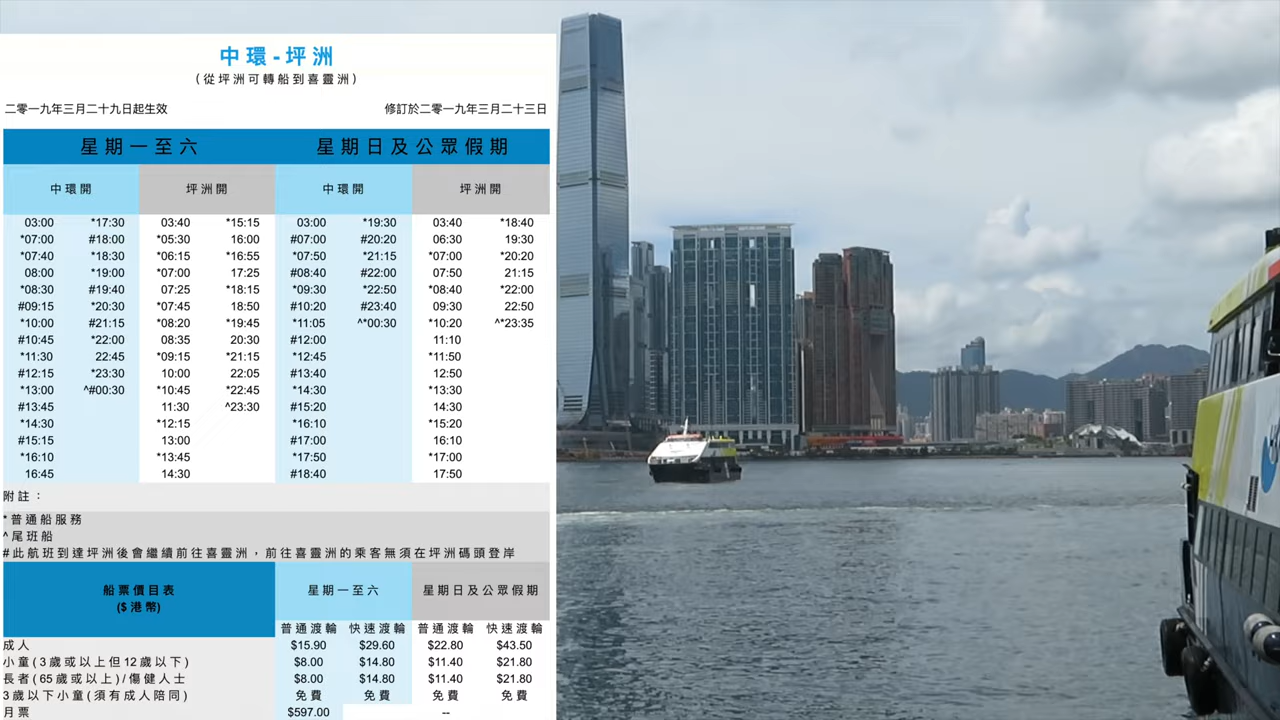 中環-坪洲
(從坪洲可轉船到喜靈洲)
二零一九年三月二十九日起生效 修訂於二零一九年三月二十三日
星期一至六 星期日及公眾假期
中環開 坪洲開 中環開 坪洲開
03:00 *17:30 03:40 *15:15 03:00 *19:30 03:40 *18:40
*07:00 #18:00 *05:30 16:00 #07:00 #20:20 06:30 19:30
*07:40 *18:30 *06:15 *16:55 *07:50 *21:15 *07:00 *20:20
08:00 *19:00 *07:00 17:25 #08:40 #22:00 07:50 21:15
*08:30 #19:40 07:25 *18:15 *09:30 *22:50 *08:40 *22:00
#09:15 *20:30 *07:45 18:50 #10:20 #23:40 09:30 22:50
*10:00 #21:15 *08:20 *19:45 *11:05 ^*00:30 *10:20 ^*23:35
#10:45 *22:00 08:35 20:30 #12:00 11:10
*11:30 22:45 *09:15 *21:15 *12:45 *11:50
#12:15 *23:30 10:00 22:05 #13:40 12:50
*13:00 ^#00:30 *10:45 *22:45 *14:30 *13:30
#13:45 11:30 ^23:30 #15:20 14:30
*14:30 *12:15 *16:10 *15:20
#15:15 13:00 #17:00 16:10
*16:10 *13:45 *17:50 *17:00
16:45 14:30 #18:40 17:50
附註:
*普通船服務
^尾班船
#此航班到達坪洲後會繼續前往喜靈洲,前往喜靈洲的乘客無須在坪洲碼頭登岸
船票價目表 星期一至六 星期日及公眾假期
($港幣)
普通渡輪 快速渡輪 普通渡輪 快速渡輪
成人 $15.90 $29.60 $22.80 $43.50
小童(3歲或以上但12歲以下) $8.00 $14.80 $11.40 $21.80
長者(65歲或以上)/傷健人士 $8.00 $14.80 $11.40 $21.80
3歲以下小童(須有成人陪同) 免費 免費 免費 免費
月票 $597.00 --